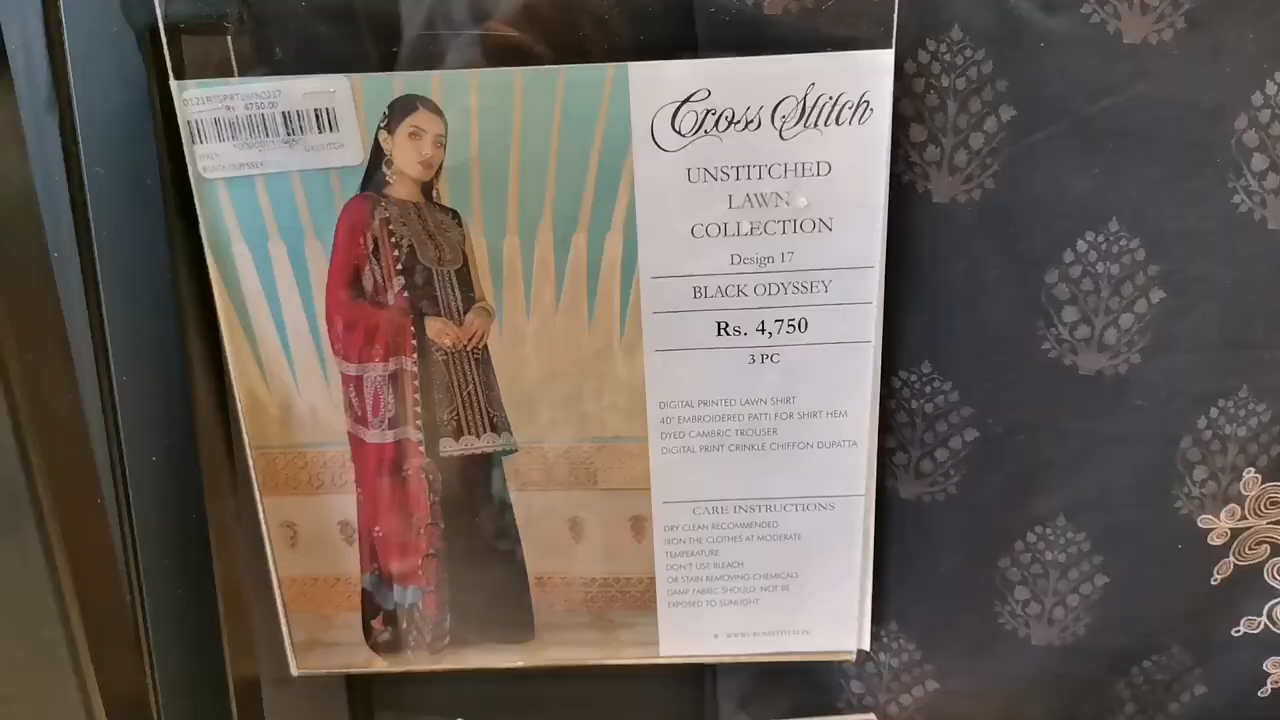 Rs. 4750.00
BLACK ODYSSEY
Cross Stitch
UNSTITCHED
LAWN
COLLECTION
Design 17
BLACK ODYSSEY
Rs. 4,750
3 PC
DIGITAL PRINTED LAWN SHIRT
40" EMBROIDERED PATTI FOR SHIRT HEM
DYED CAMBRIC TROUSER
DIGITAL PRINT CRINKLE CHIFFON DUPATTA
CARE INSTRUCTIONS
DRY CLEAN RECOMMENDED
IRON THE CLOTHES AT MODERATE
TEMPERATURE
DON'T USE BLEACH
OR STAIN REMOVING CHEMICALS
DAMP FABRIC SHOULD NOT BE
EXPOSED TO SUNLIGHT